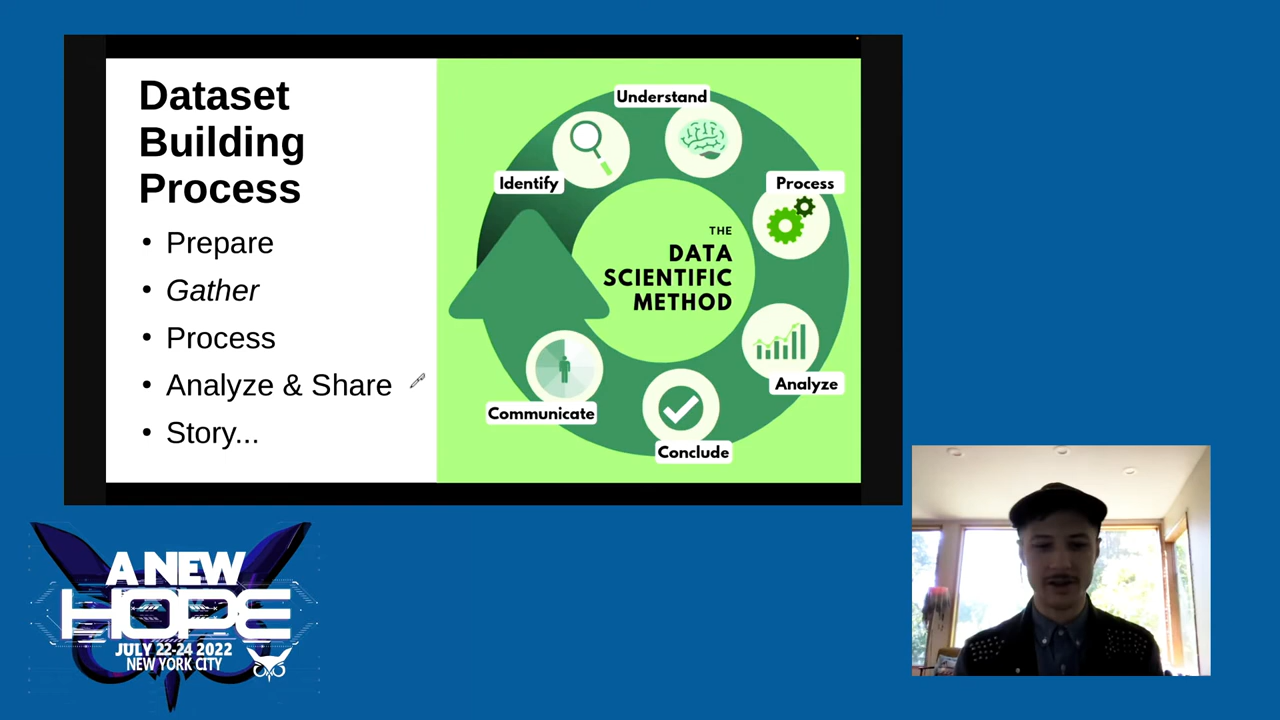 Dataset
Building
Process
• Prepare
• Gather
• Process
• Analyze & Share
• Story...
Understand
Identify
Process
THE
DATA
SCIENTIFIC
METHOD
Analyze
Communicate
Conclude
A NEW
HOPE
JULY 22-24 2022
NEW YORK CITY